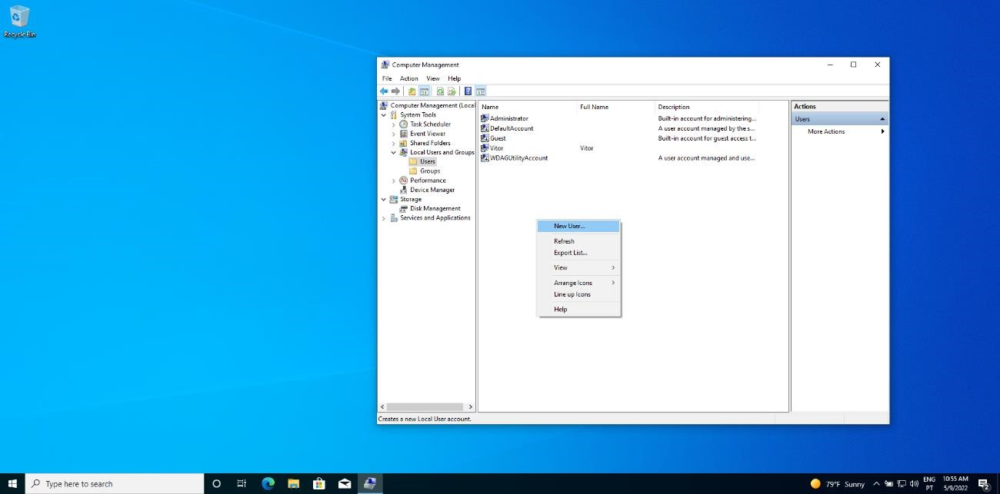 Recycle Bin
Computer Management
File Action View Help
Computer Management (Local
System Tools
Task Scheduler
Event Viewer
Shared Folders
Local Users and Groups
Users
Groups
Performance
Device Manager
Storage
Disk Management
Services and Applications
Name Full Name Description
Administrator Built-in account for administering...
DefaultAccount A user account managed by the s...
Guest Built-in account for guest access t...
Vitor Vitor
WDAGUtilityAccount A user account managed and use...
New User...
Refresh
Export List...
View
Arrange Icons
Line up Icons
Help
Actions
Users
More Actions
Creates a new Local User account.
Type here to search
79°F Sunny
ENG
PT
10:55 AM
5/9/2022
2